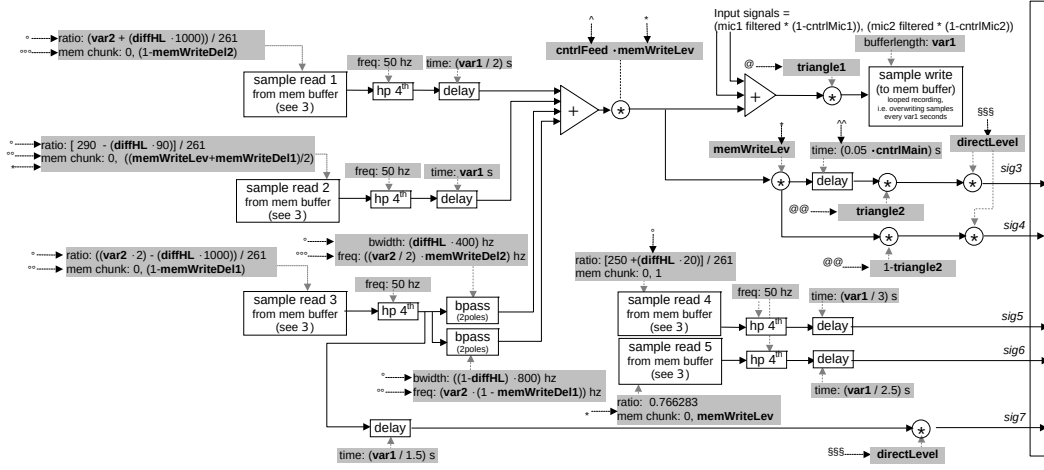 Input signals =
(mic1 filtered * (1-cntrlMic1)), (mic2 filtered * (1-cntrlMic2))
° ratio: (var2 + (diffHL ·1000)) / 261
°°° mem chunk: 0, (1-memWriteDel2)
sample read 1
from mem buffer
(see 3)
freq: 50 hz
time: (var1 / 2) s
hp 4th
delay
+
^
*
cntrlFeed ·memWriteLev
*
@
triangle1
+
*
bufferlength: var1
sample write
(to mem buffer)
looped recording,
i.e. overwriting samples
every var1 seconds
° ratio: [ 290 - (diffHL ·90)] / 261
°° mem chunk: 0, ((memWriteLev+memWriteDel1)/2)
*
sample read 2
from mem buffer
(see 3)
freq: 50 hz
time: var1 s
hp 4th
delay
*
memWriteLev
*
^^
time: (0.05 ·cntrlMain) s
delay
*
@@
triangle2
§§§
directLevel
*
sig3
*
*
sig4
@@
1-triangle2
° ratio: ((var2 ·2) - (diffHL ·1000)) / 261
°° mem chunk: 0, (1-memWriteDel1)
sample read 3
from mem buffer
(see 3)
° bwidth: (diffHL ·400) hz
°°° freq: ((var2 / 2) ·memWriteDel2) hz
freq: 50 hz
hp 4th
bpass
(2poles)
bpass
(2poles)
° bwidth: ((1-diffHL) ·800) hz
°° freq: (var2 ·(1 - memWriteDel1)) hz
°
ratio: [250 +(diffHL ·20)] / 261
mem chunk: 0, 1
sample read 4
from mem buffer
(see 3)
freq: 50 hz
time: (var1 / 3) s
hp 4th
delay
sig5
sample read 5
from mem buffer
(see 3)
hp 4th
delay
sig6
time: (var1 / 2.5) s
ratio: 0.766283
* mem chunk: 0, memWriteLev
delay
time: (var1 / 1.5) s
*
sig7
§§§
directLevel